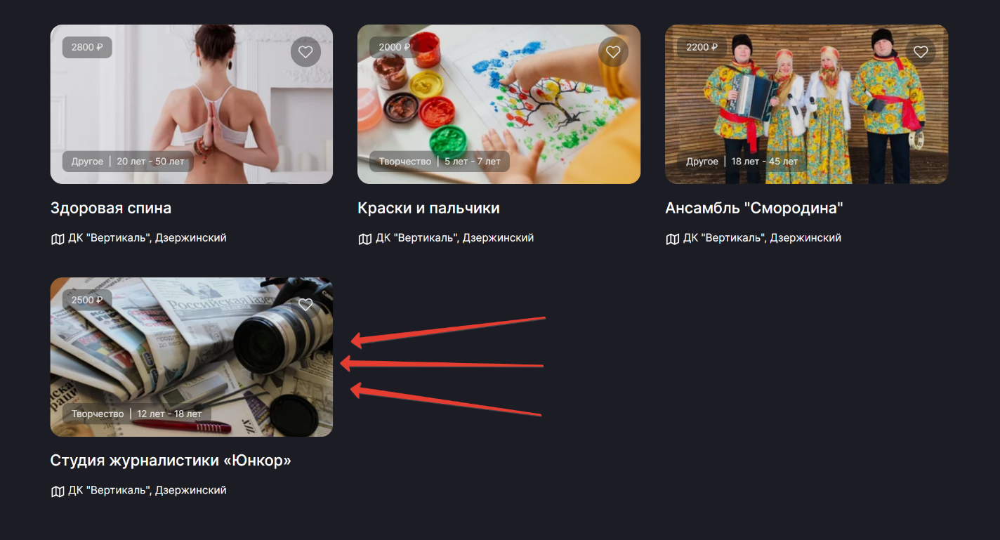 2800 ₽
2000 ₽
2200 ₽
Другое | 20 лет - 50 лет
Творчество | 5 лет - 7 лет
Другое | 18 лет - 45 лет
Здоровая спина
Краски и пальчики
Ансамбль "Смородина"
ДК "Вертикаль", Дзержинский
ДК "Вертикаль", Дзержинский
ДК "Вертикаль", Дзержинский
2500 ₽
Российская Газета
Canon
Творчество | 12 лет - 18 лет
Студия журналистики «Юнкор»
ДК "Вертикаль", Дзержинский